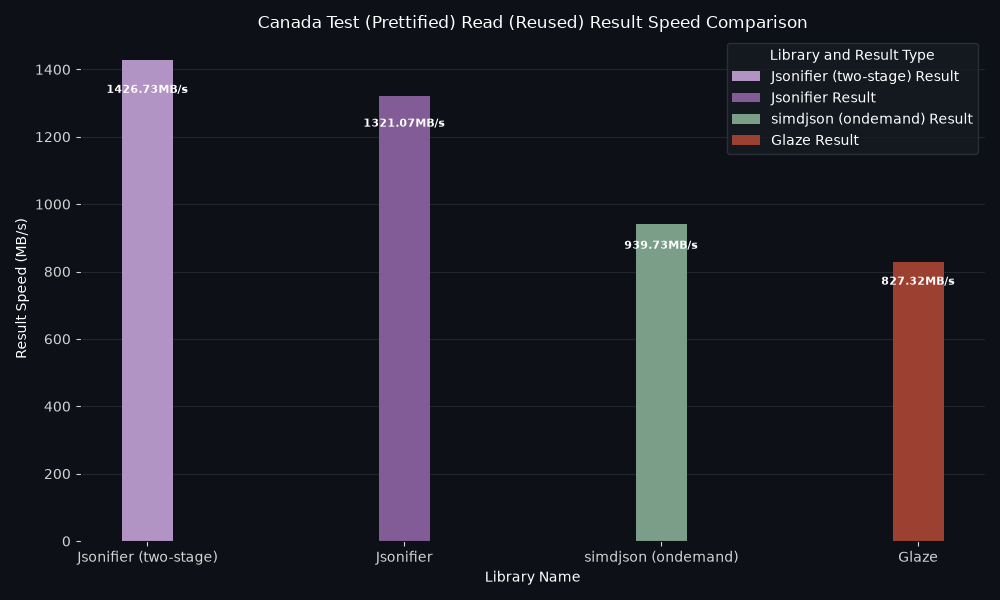 Canada Test (Prettified) Read (Reused) Result Speed Comparison
Library and Result Type
Jsonifier (two-stage) Result
Jsonifier Result
simdjson (ondemand) Result
Glaze Result
Result Speed (MB/s)
1400
1200
1000
800
600
400
200
0
1426.73MB/s
1321.07MB/s
939.73MB/s
827.32MB/s
Jsonifier (two-stage)
Jsonifier
simdjson (ondemand)
Glaze
Library Name